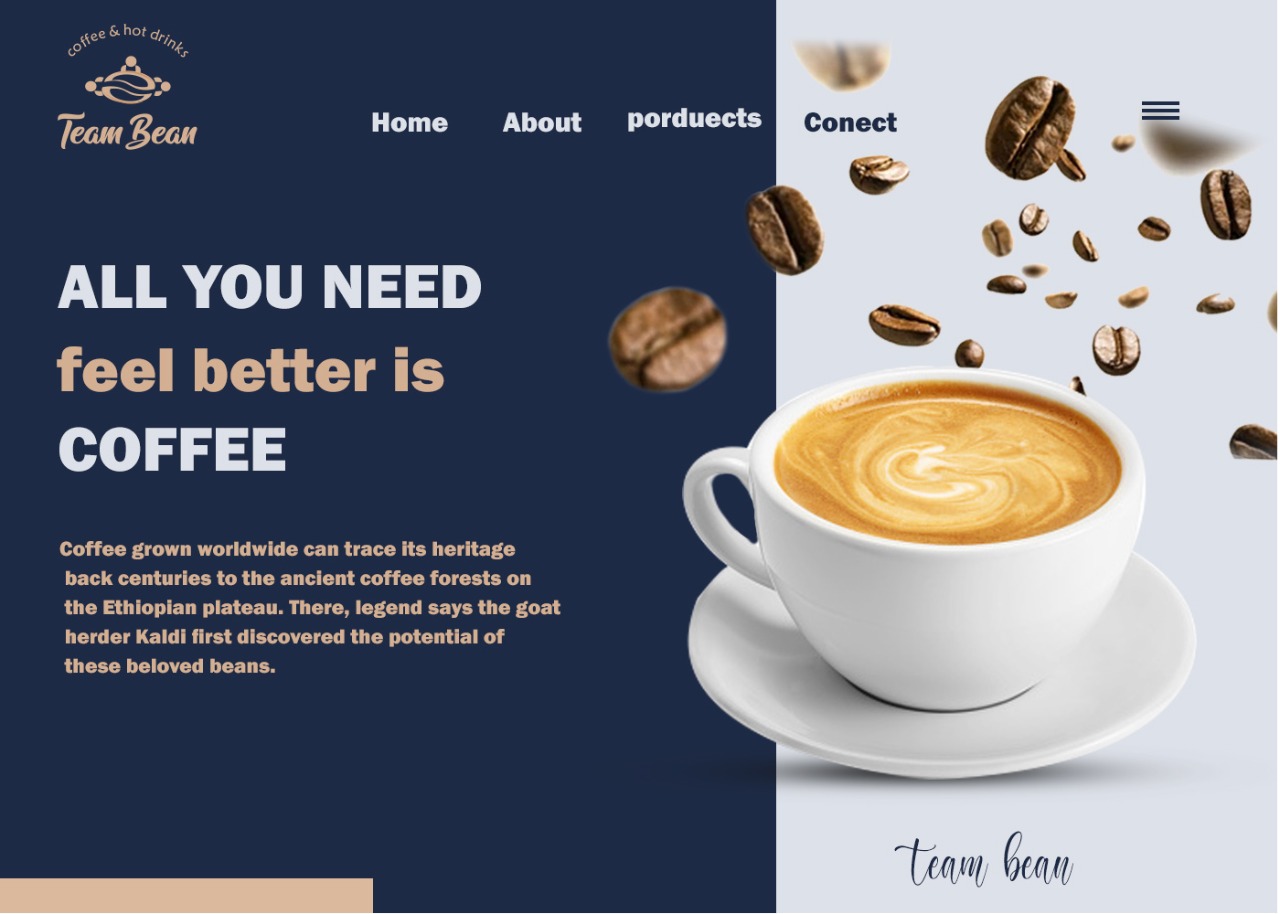 coffee & hot drinks
Team Bean
Home About porduects Conect
ALL YOU NEED
feel better is
COFFEE
Coffee grown worldwide can trace its heritage
back centuries to the ancient coffee forests on
the Ethiopian plateau. There, legend says the goat
herder Kaldi first discovered the potential of
these beloved beans.
team bean